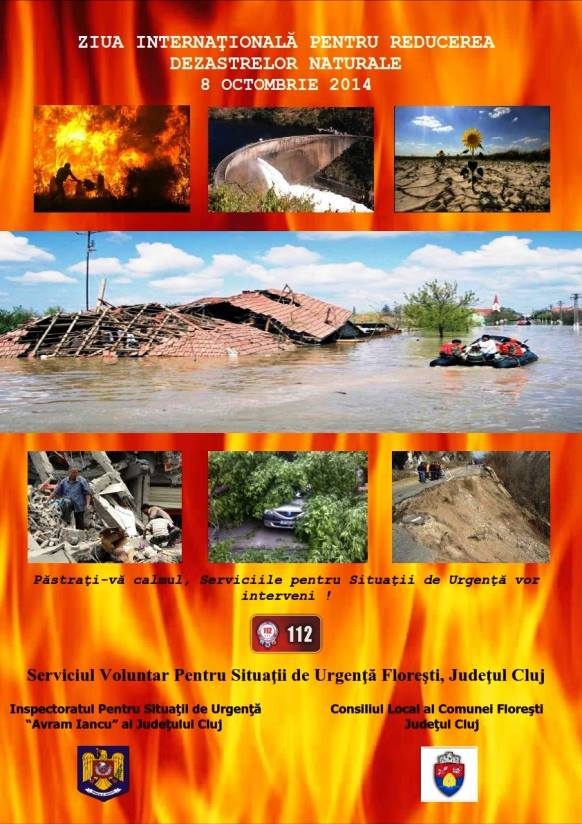 ZIUA INTERNAŢIONALĂ PENTRU REDUCEREA
DEZASTRELOR NATURALE
8 OCTOMBRIE 2014
Păstraţi-vă calmul, Serviciile pentru Situaţii de Urgenţă vor
interveni !
112
Serviciul Voluntar Pentru Situaţii de Urgenţă Floreşti, Judeţul Cluj
Inspectoratul Pentru Situaţii de Urgenţă
“Avram Iancu” al Judeţului Cluj
Consiliul Local al Comunei Floreşti
Judeţul Cluj